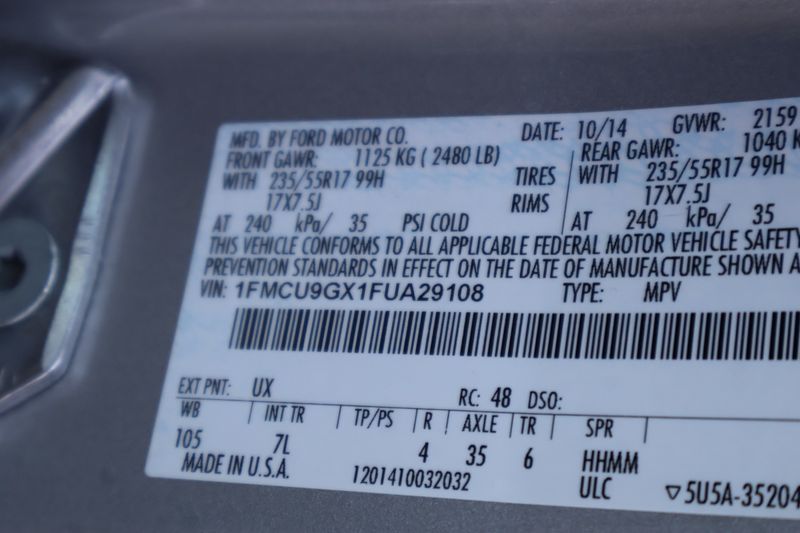 MFD. BY FORD MOTOR CO. DATE: 10/14 GVWR: 2159
FRONT GAWR: 1125 KG ( 2480 LB) REAR GAWR: 1040 K
WITH 235/55R17 99H TIRES WITH 235/55R17 99H
17X7.5J RIMS 17X7.5J
AT 240 kPa/ 35 PSI COLD AT 240 kPa/ 35
THIS VEHICLE CONFORMS TO ALL APPLICABLE FEDERAL MOTOR VEHICLE SAFETY
PREVENTION STANDARDS IN EFFECT ON THE DATE OF MANUFACTURE SHOWN A
VIN: 1FMCU9GX1FUA29108 TYPE: MPV
EXT PNT: UX RC: 48 DSO:
WB INT TR TP/PS R AXLE TR SPR
105 7L 4 35 6 HHMM
MADE IN U.S.A. 1201410032032 ULC ▽5U5A-35204